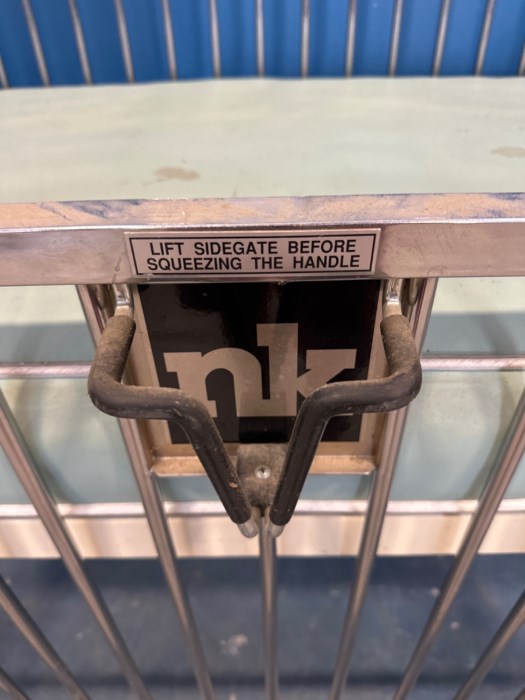 LIFT SIDEGATE BEFORE
SQUEEZING THE HANDLE
nk